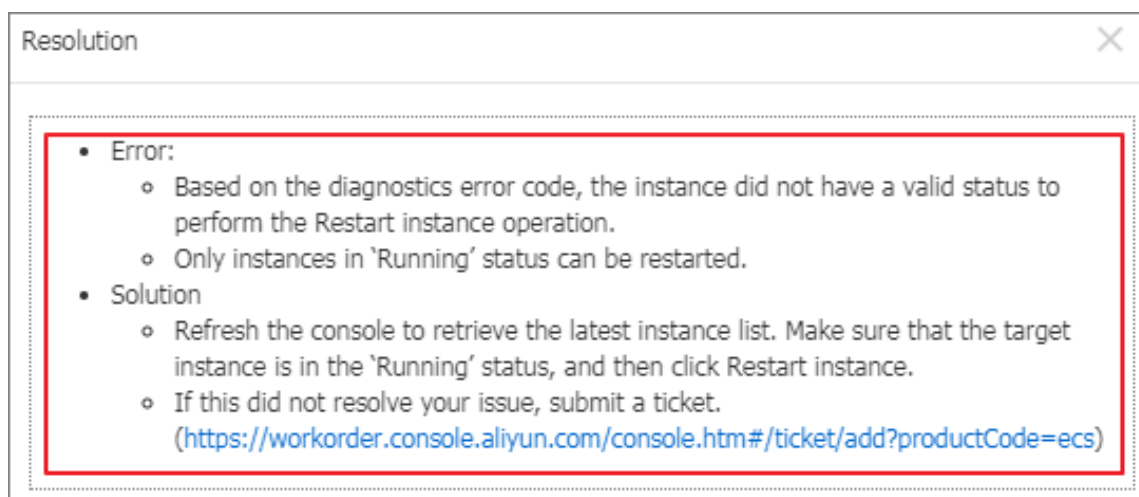 Resolution
• Error:
○ Based on the diagnostics error code, the instance did not have a valid status to
perform the Restart instance operation.
○ Only instances in ‵Running′ status can be restarted.
• Solution
○ Refresh the console to retrieve the latest instance list. Make sure that the target
instance is in the ‵Running′ status, and then click Restart instance.
○ If this did not resolve your issue, submit a ticket.
(https://workorder.console.aliyun.com/console.htm#/ticket/add?productCode=ecs)